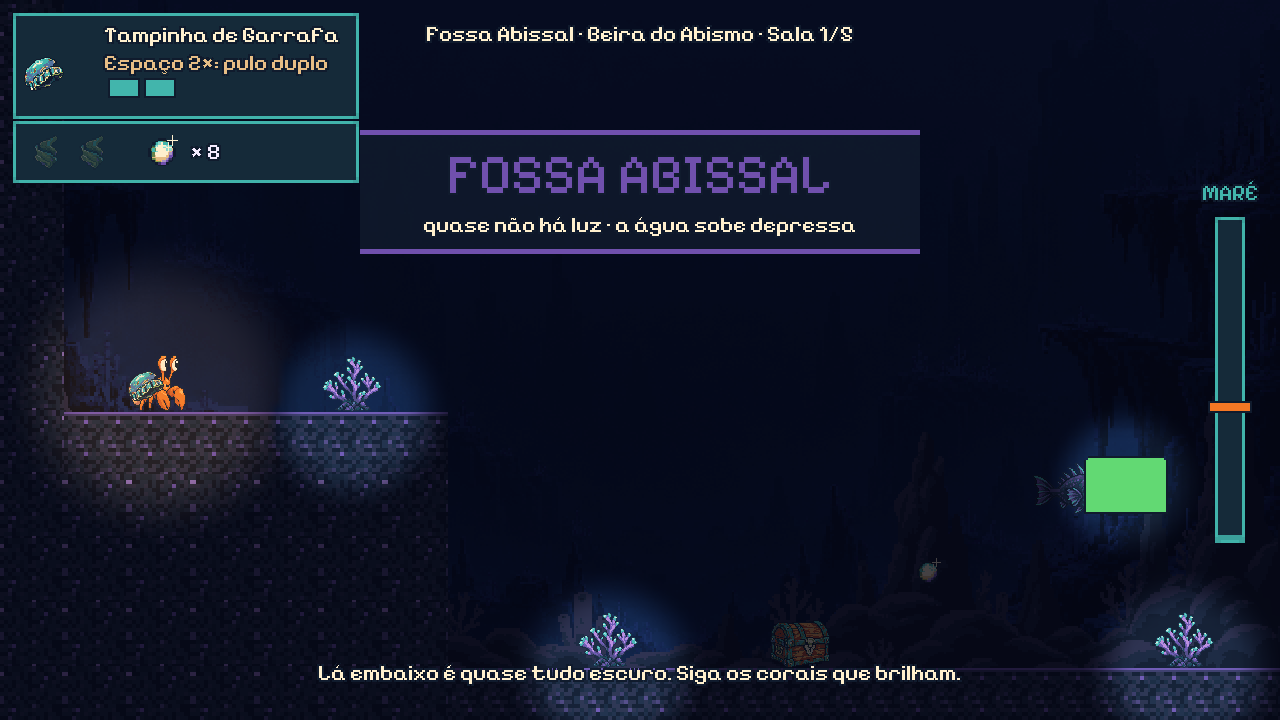 Tampinha de Garrafa
Espaço 2×: pulo duplo
× 8
Fossa Abissal · Beira do Abismo · Sala 1/8
FOSSA ABISSAL
quase não há luz · a água sobe depressa
MARÉ
Lá embaixo é quase tudo escuro. Siga os corais que brilham.